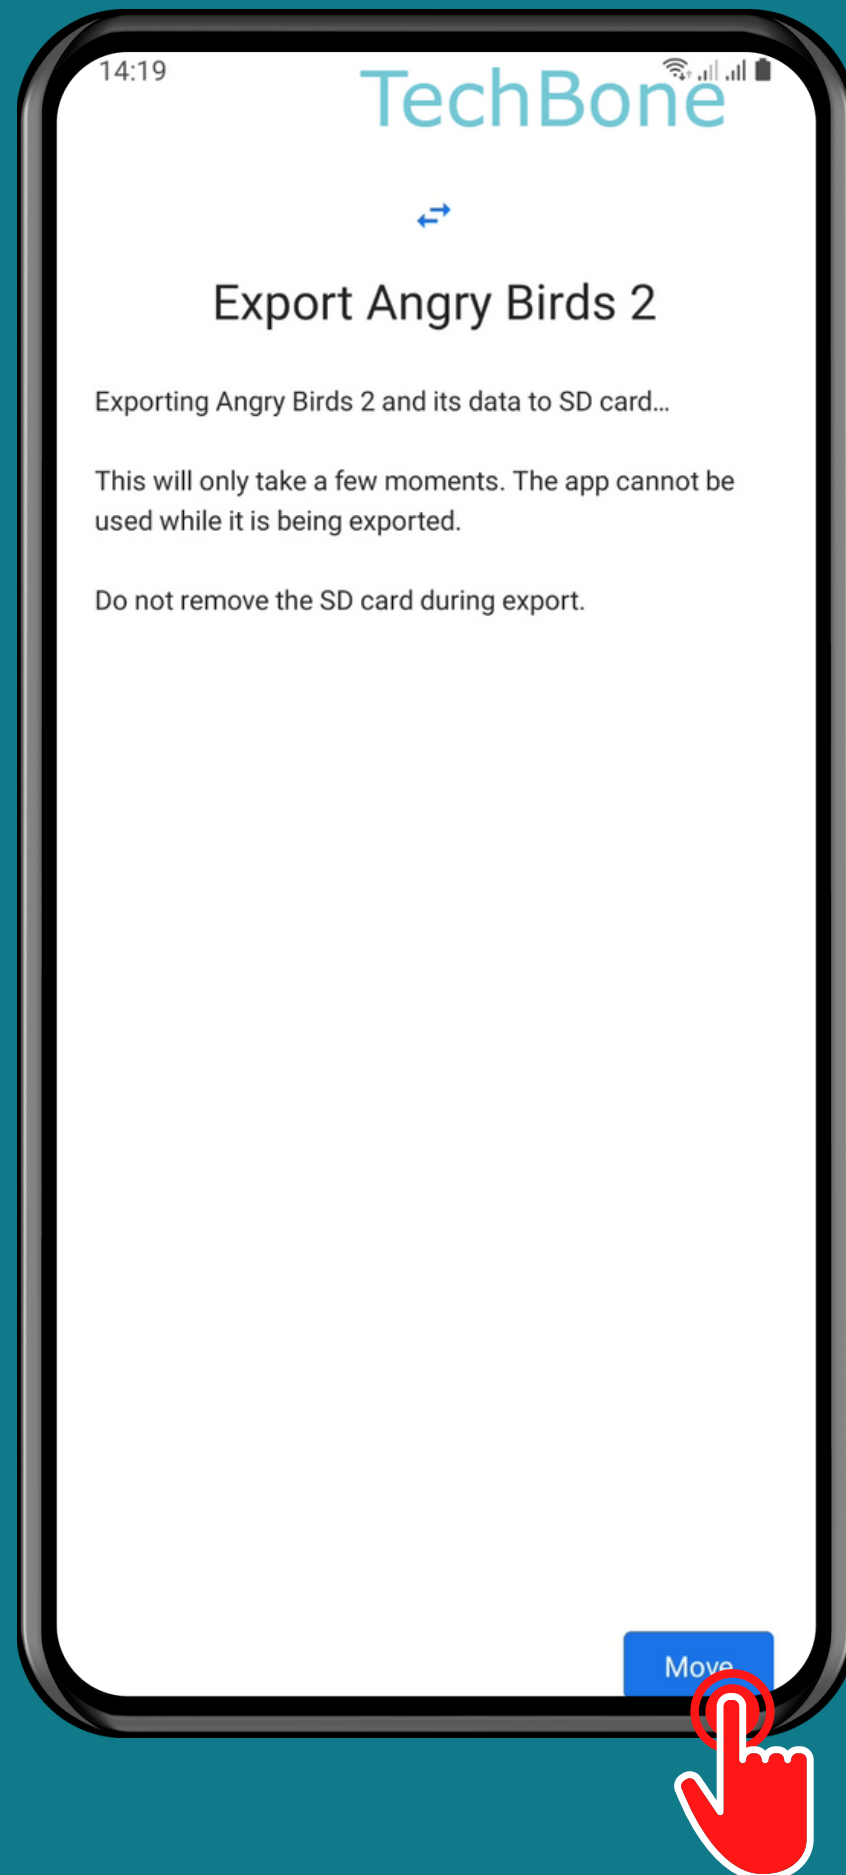 14:19
TechBone
Export Angry Birds 2
Exporting Angry Birds 2 and its data to SD card…
This will only take a few moments. The app cannot be
used while it is being exported.
Do not remove the SD card during export.
Move